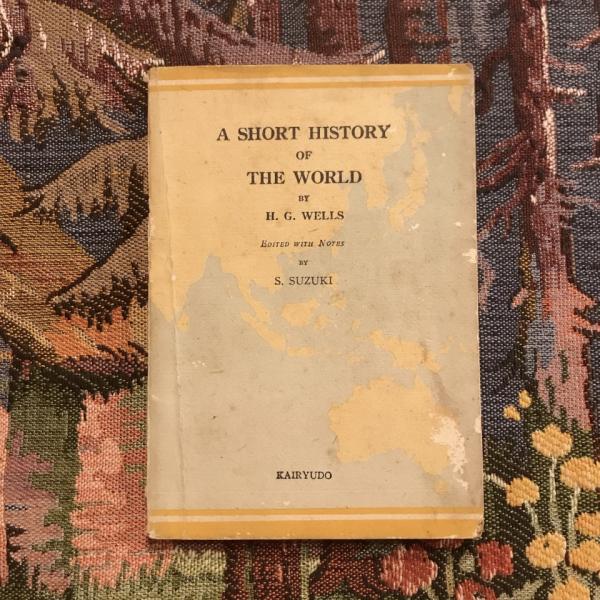 A SHORT HISTORY
OF
THE WORLD
BY
H. G. WELLS
EDITED WITH NOTES
BY
S. SUZUKI
KAIRYUDO